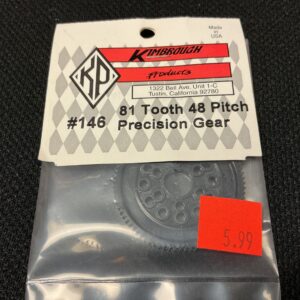 Made in
USA
KP
KIMBROUGH
Products
1322 Bell Ave. Unit 1-C
Tustin, California 92780
#146
81 Tooth 48 Pitch
Precision Gear
5.99